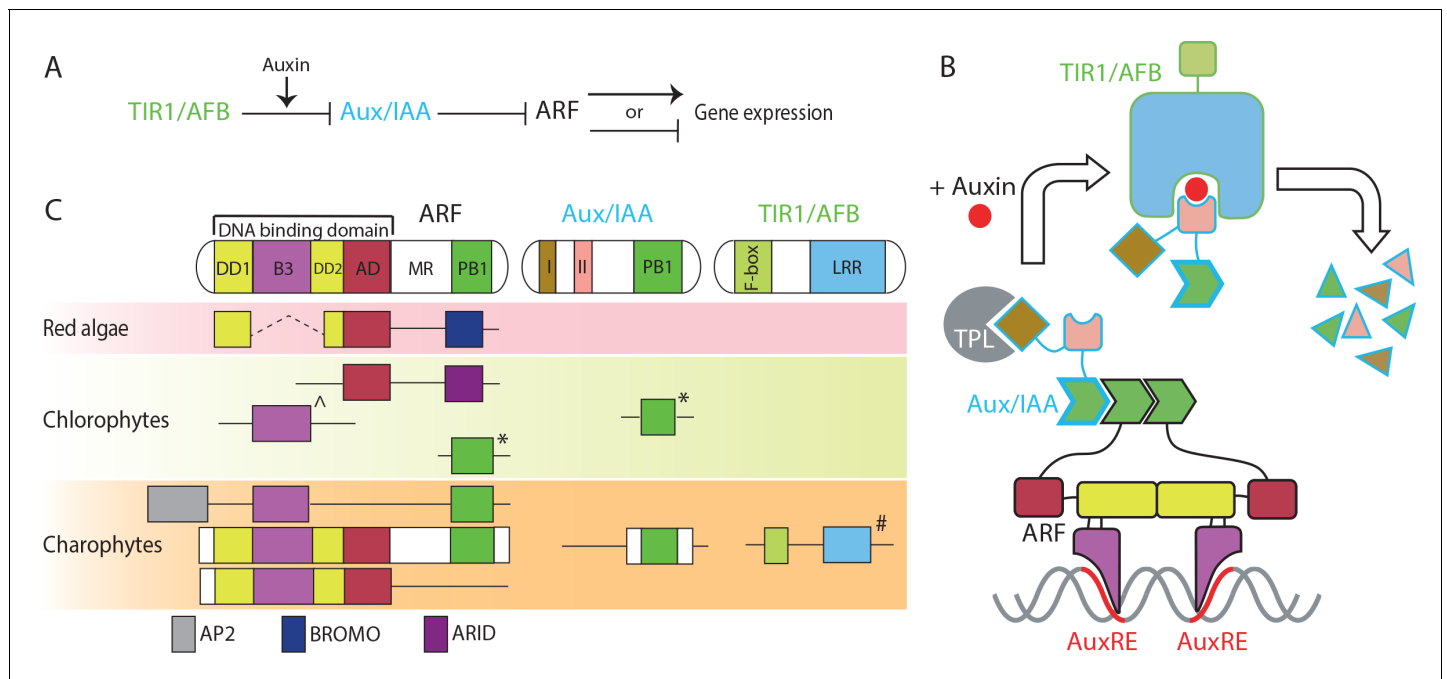 A
Auxin
TIR1/AFB Aux/IAA ARF or Gene expression
B
TIR1/AFB
+ Auxin
TPL
Aux/IAA
ARF
AuxRE AuxRE
C
ARF Aux/IAA TIR1/AFB
DNA binding domain
DD1 B3 DD2 AD MR PB1 I II PB1 F-box LRR
Red algae
Chlorophytes
^
*
*
Charophytes
#
AP2 BROMO ARID